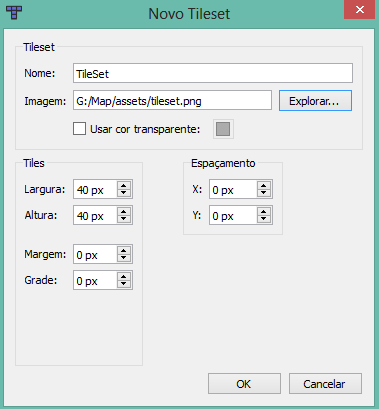 Novo Tileset
Tileset
Nome: TileSet
Imagem: G:/Map/assets/tileset.png Explorar...
Usar cor transparente:
Tiles Espaçamento
Largura: 40 px X: 0 px
Altura: 40 px Y: 0 px
Margem: 0 px
Grade: 0 px
OK Cancelar